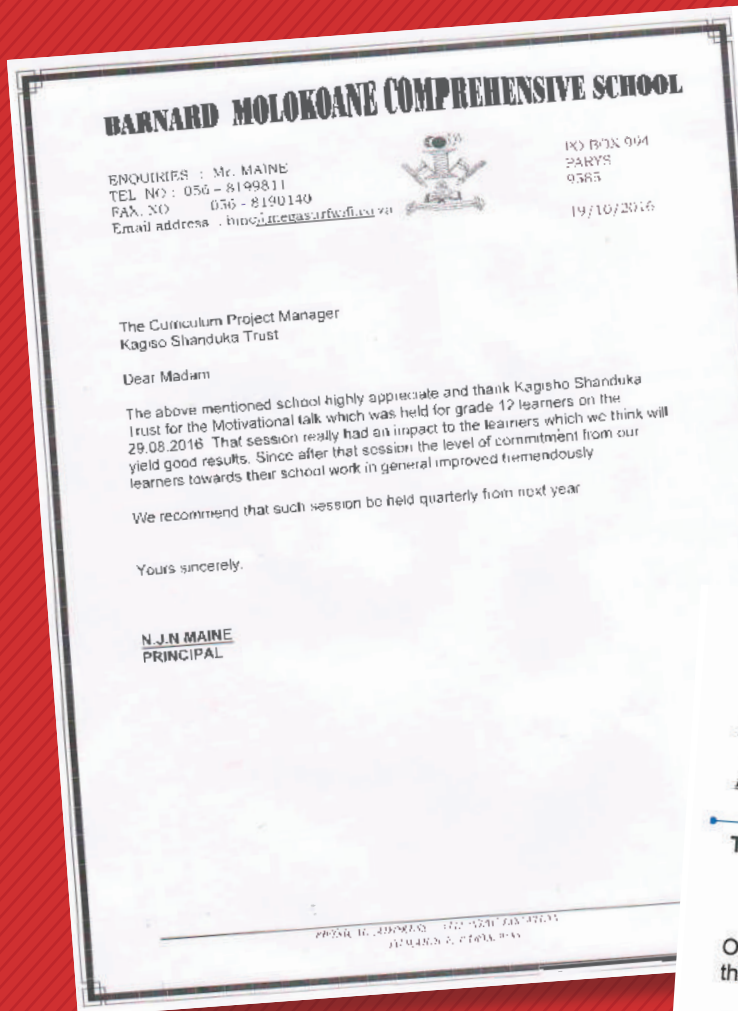 BARNARD MOLOKOANE COMPREHENSIVE SCHOOL
ENQUIRIES : Mr. MAINE
TEL NO : 056 – 8199811
FAX. NO 056 - 8190140
Email address :
PO BOX 994
PARYS
9585
19/10/2016
The Curriculum Project Manager
Kagiso Shanduka Trust
Dear Madam
The above mentioned school highly appreciate and thank Kagisho Shanduka
Trust for the Motivational talk which was held for grade 12 learners on the
29.08.2016 That session really had an impact to the learners which we think will
yield good results. Since after that session the level of commitment from our
learners towards their school work in general improved tremendously
We recommend that such session be held quarterly from next year
Yours sincerely.
N.J.N MAINE
PRINCIPAL
T
O
th